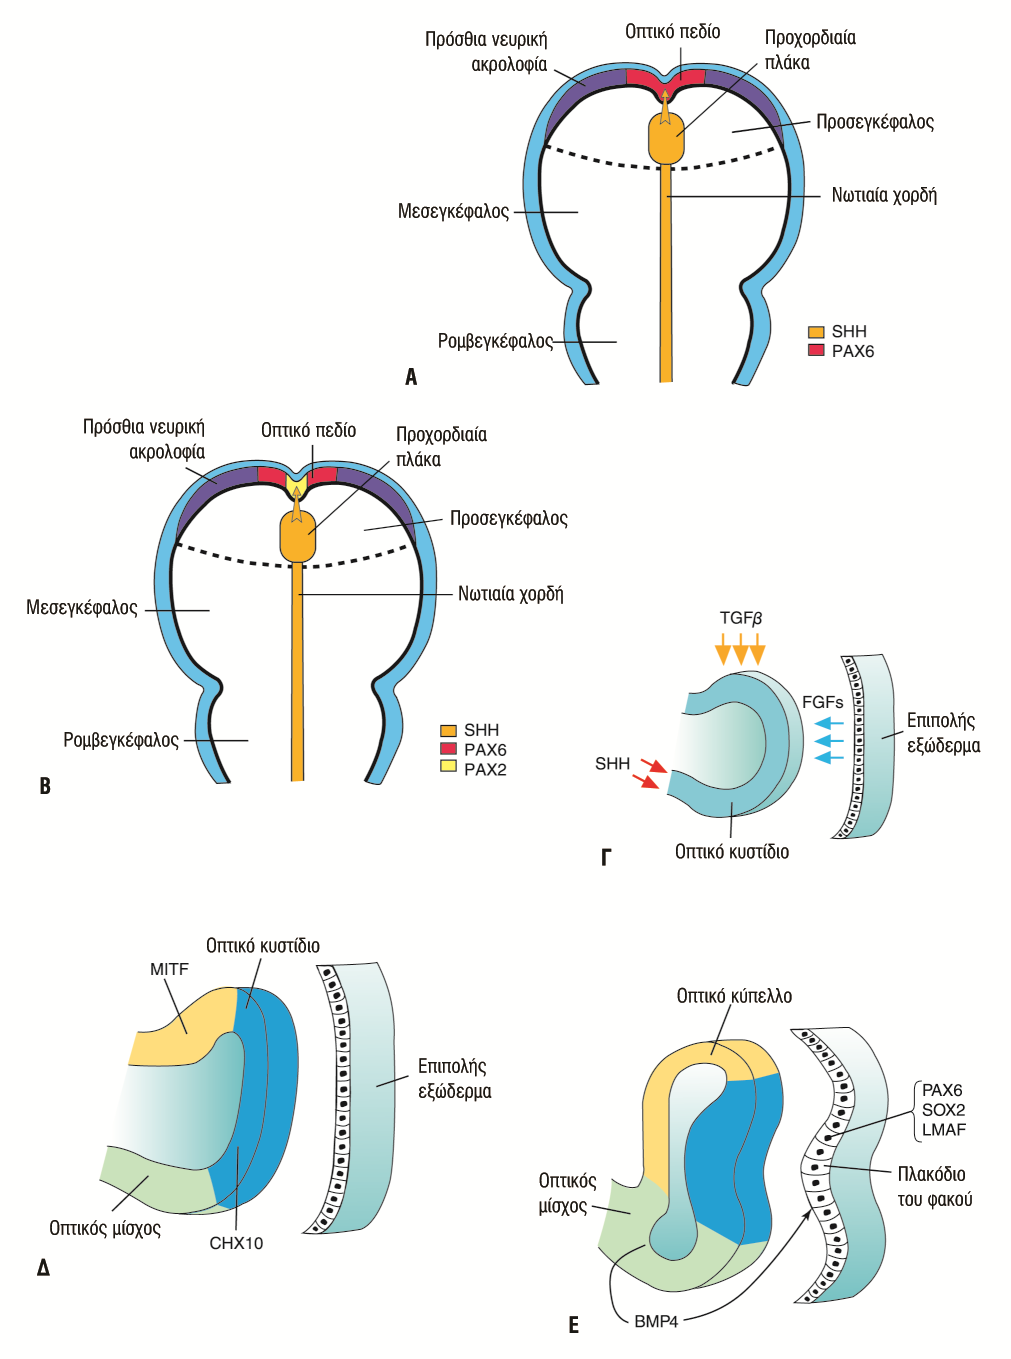 Πρόσθια νευρική
ακρολοφία
Οπτικό πεδίο
Προχορδιαία
πλάκα
Προσεγκέφαλος
Μεσεγκέφαλος
Νωτιαία χορδή
Ρομβεγκέφαλος
SHH
PAX6
Α
Πρόσθια νευρική
ακρολοφία
Οπτικό πεδίο
Προχορδιαία
πλάκα
Προσεγκέφαλος
Μεσεγκέφαλος
Νωτιαία χορδή
Ρομβεγκέφαλος
SHH
PAX6
PAX2
Β
TGFβ
FGFs
SHH
Επιπολής
εξώδερμα
Οπτικό κυστίδιο
Γ
Οπτικό κυστίδιο
MITF
Επιπολής
εξώδερμα
Οπτικός μίσχος
CHX10
Δ
Οπτικό κύπελλο
PAX6
SOX2
LMAF
Πλακόδιο
του φακού
Οπτικός
μίσχος
BMP4
Ε